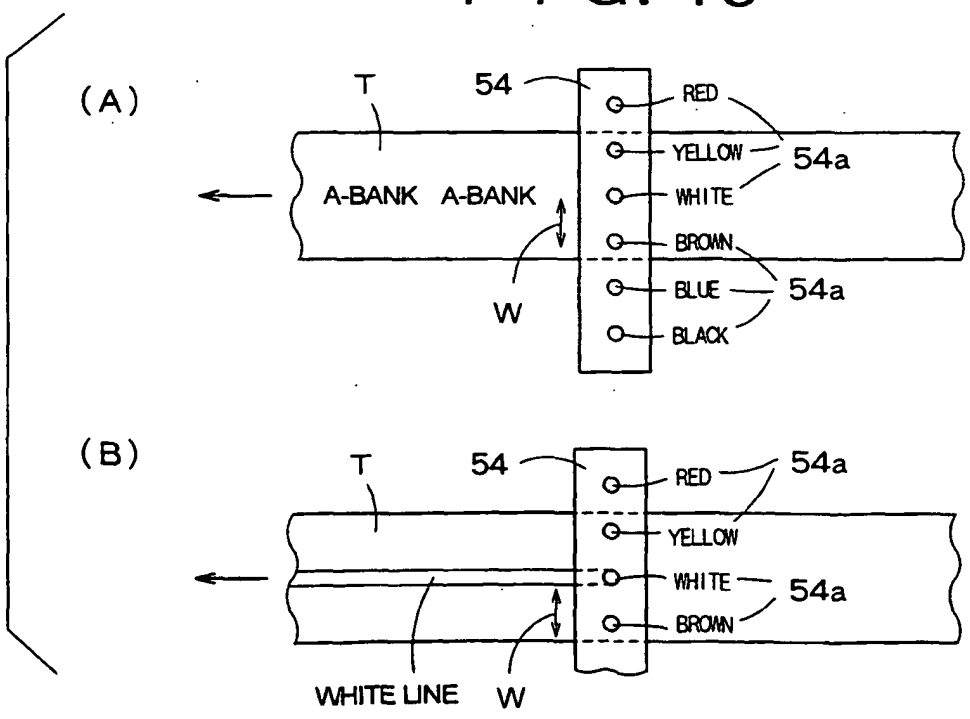 (A)
T
54
RED
YELLOW
54a
A-BANK A-BANK
WHITE
BROWN
W
BLUE
54a
BLACK
(B)
T
54
RED
54a
YELLOW
WHITE
54a
BROWN
WHITE LINE
W